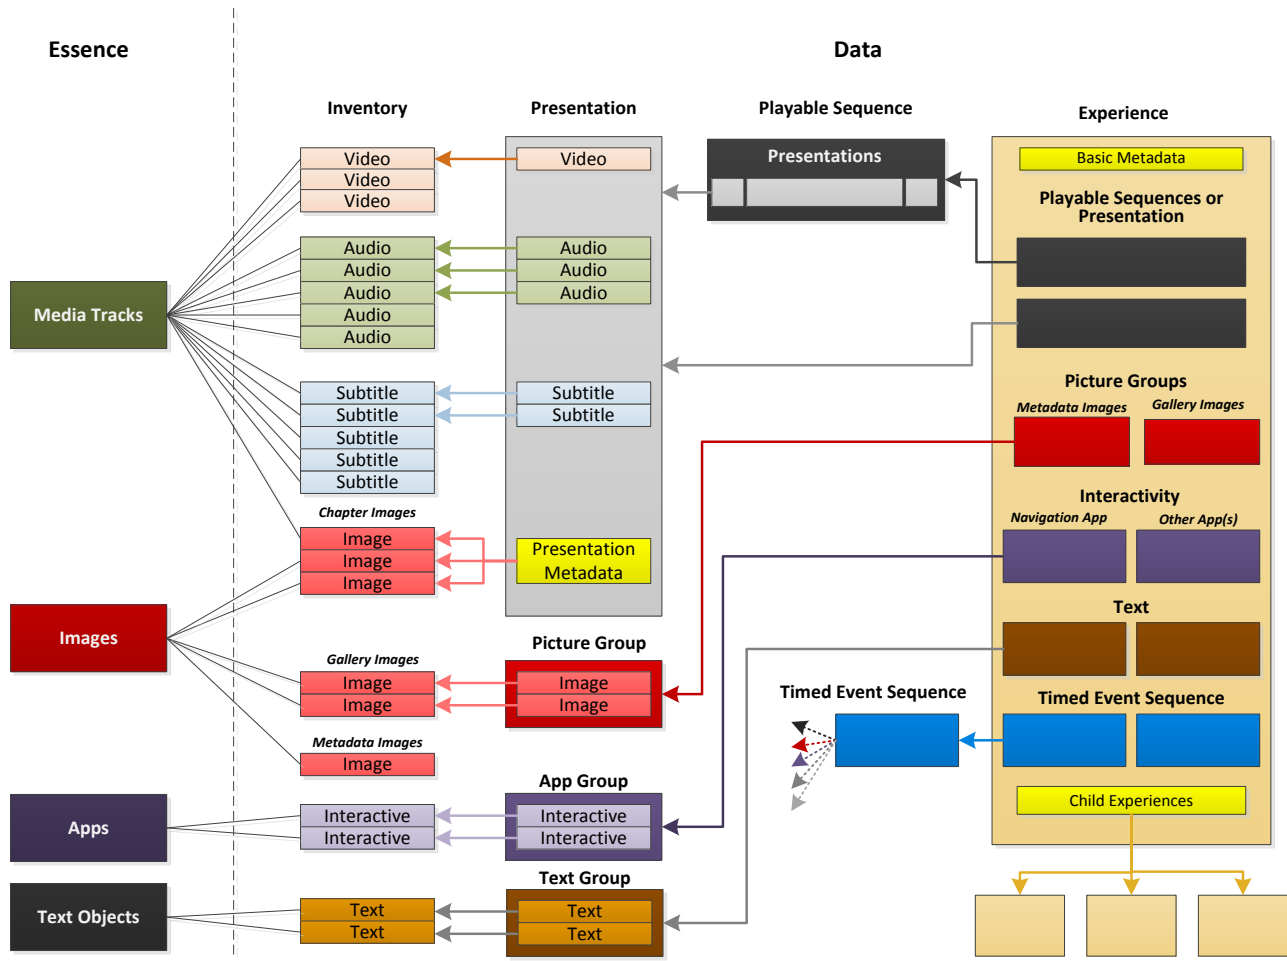 Essence
Data
Inventory
Presentation
Playable Sequence
Experience
Video
Video
Video
Video
Presentations
Basic Metadata
Playable Sequences or
Presentation
Audio
Audio
Audio
Audio
Audio
Audio
Audio
Audio
Media Tracks
Subtitle
Subtitle
Subtitle
Subtitle
Subtitle
Subtitle
Subtitle
Picture Groups
Metadata Images
Gallery Images
Chapter Images
Image
Image
Image
Presentation
Metadata
Interactivity
Navigation App
Other App(s)
Images
Text
Gallery Images
Picture Group
Image
Image
Image
Image
Timed Event Sequence
Timed Event Sequence
Metadata Images
Image
App Group
Apps
Interactive
Interactive
Interactive
Interactive
Child Experiences
Text Group
Text Objects
Text
Text
Text
Text